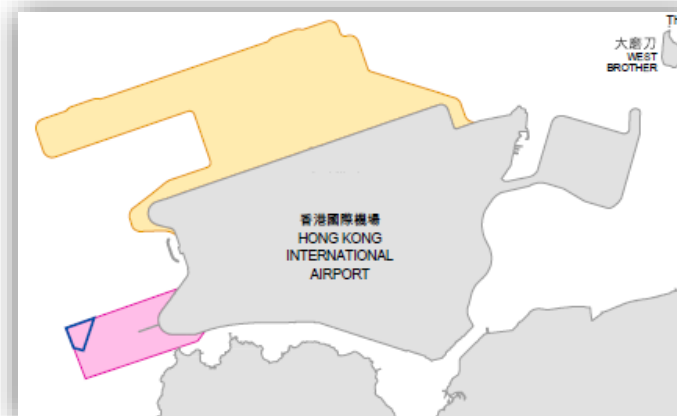 大磨刀
WEST
BROTHER
香港國際機場
HONG KONG
INTERNATIONAL
AIRPORT